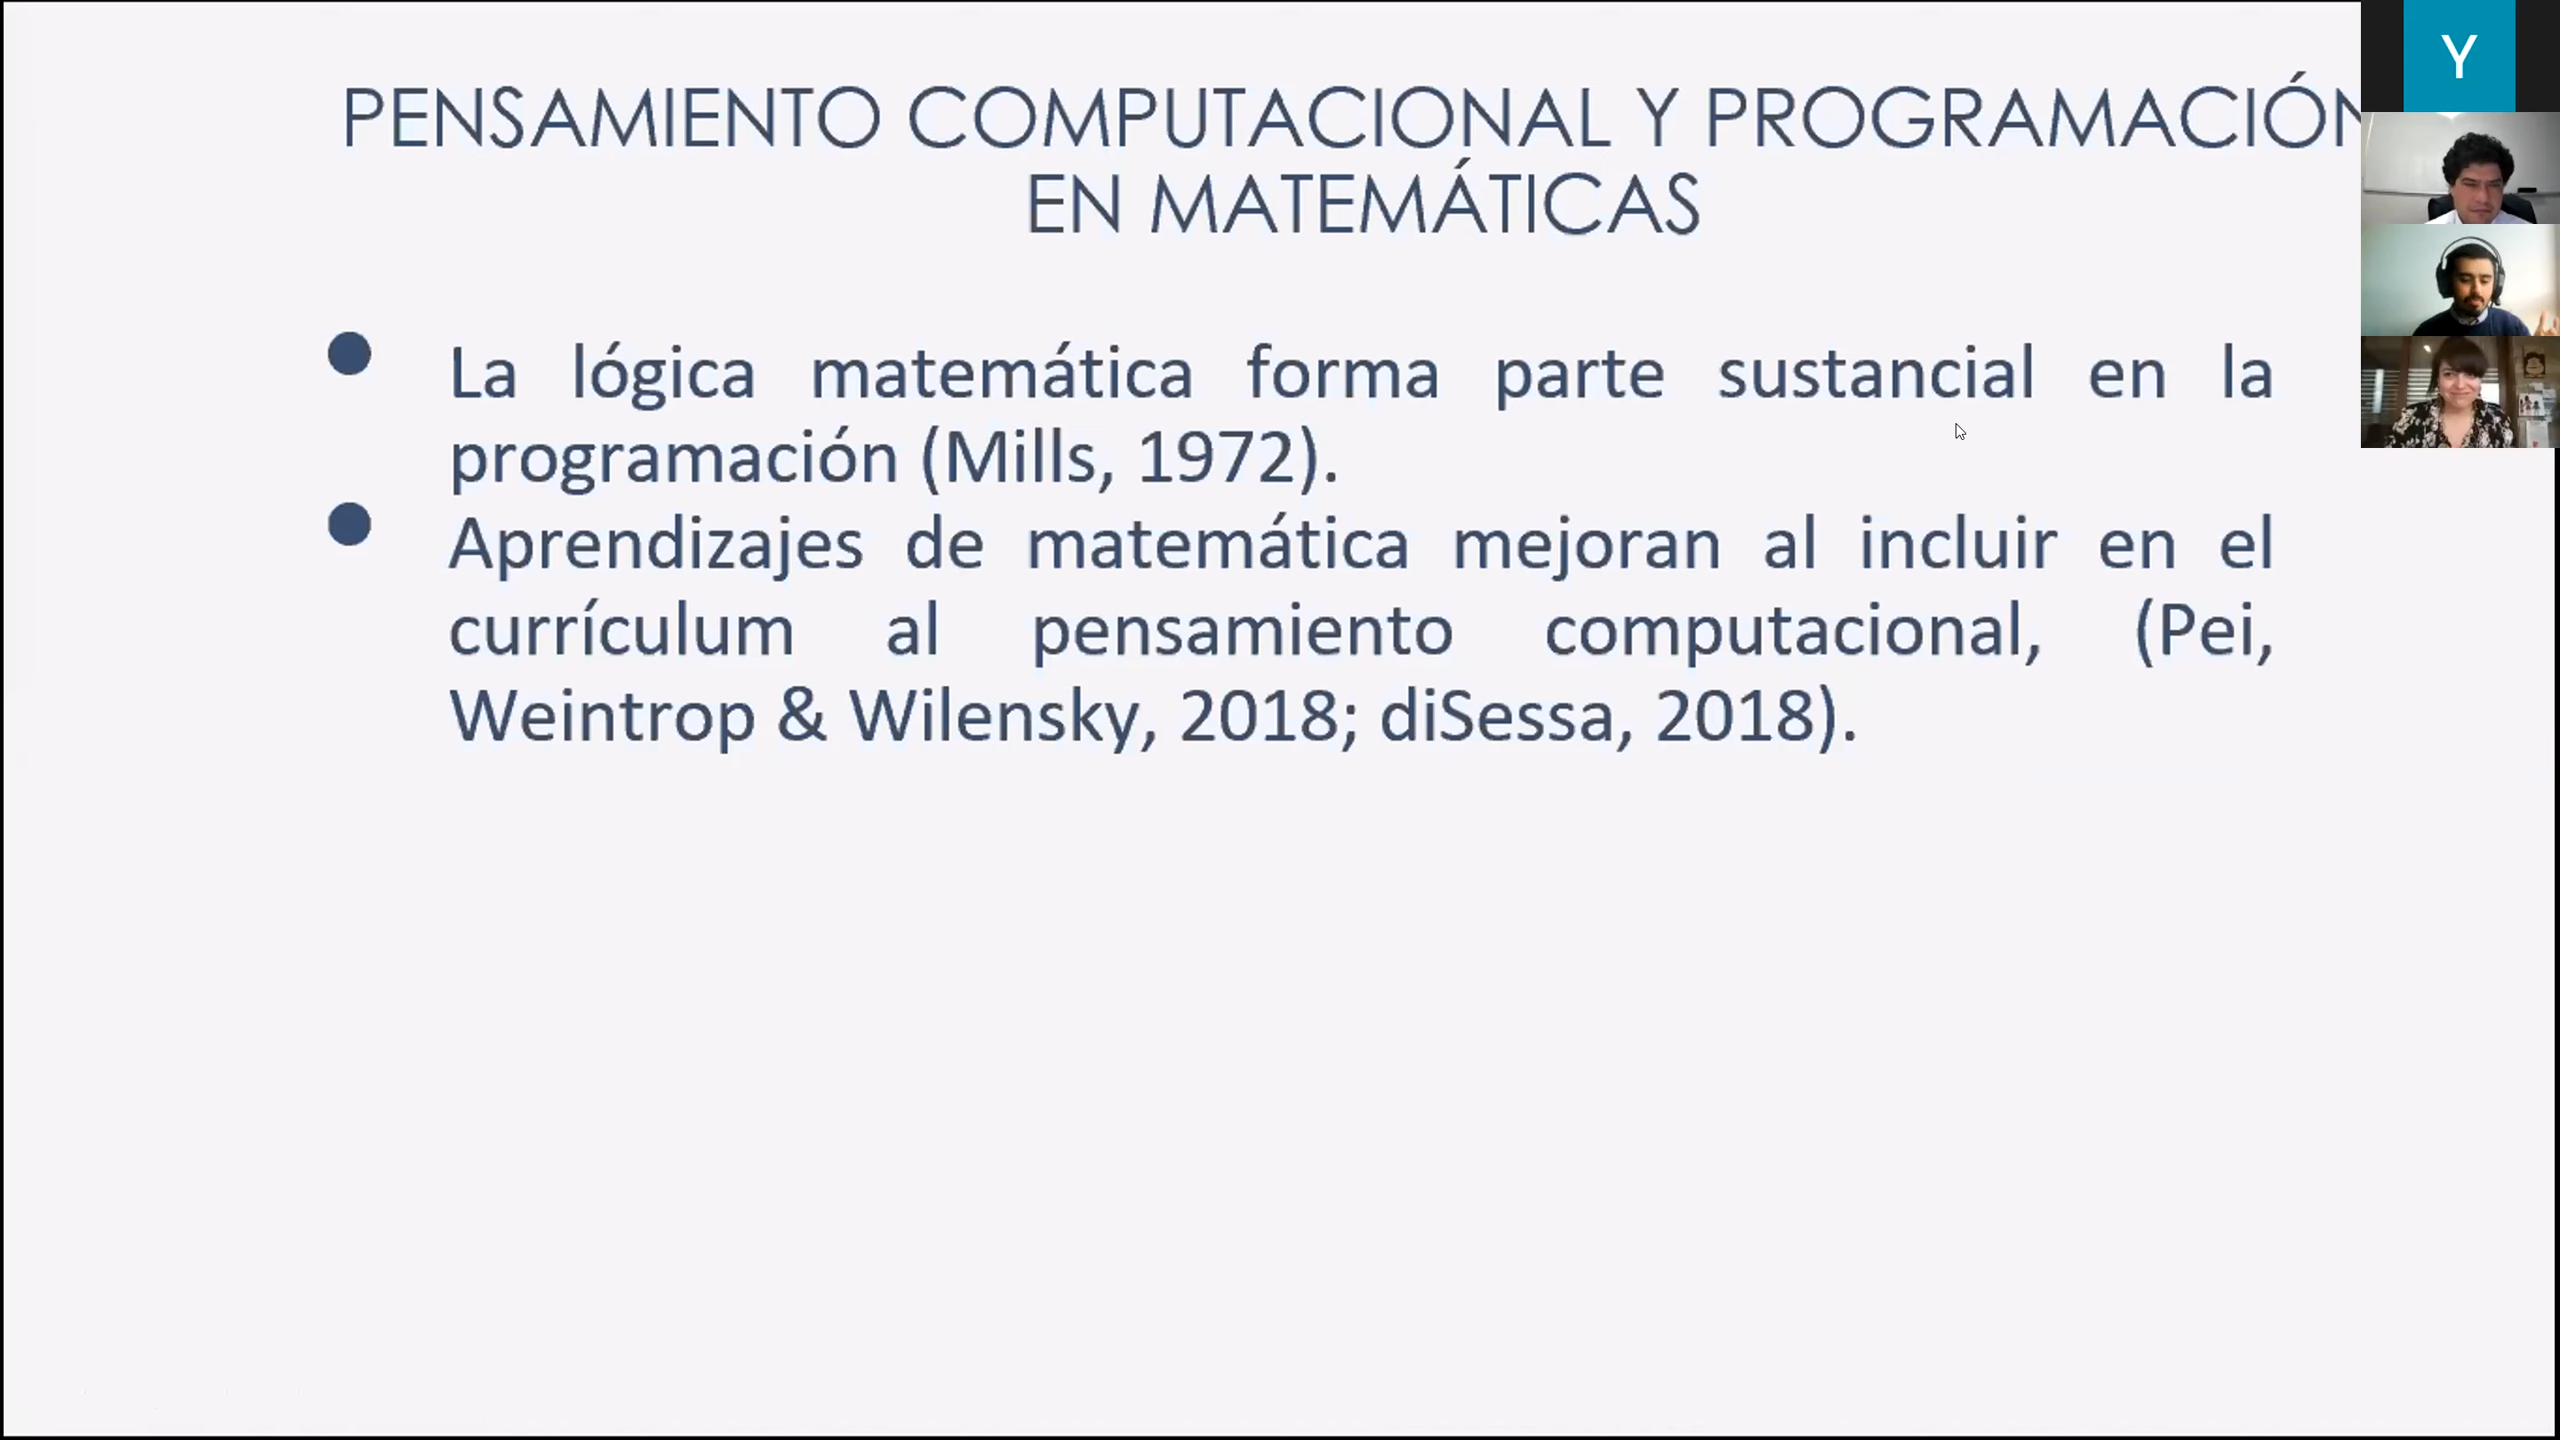 PENSAMIENTO COMPUTACIONAL Y PROGRAMACIÓN
EN MATEMÁTICAS
La lógica matemática forma parte sustancial en la
programación (Mills, 1972).
Aprendizajes de matemática mejoran al incluir en el
currículum al pensamiento computacional, (Pei,
Weintrop & Wilensky, 2018; diSessa, 2018).
Y